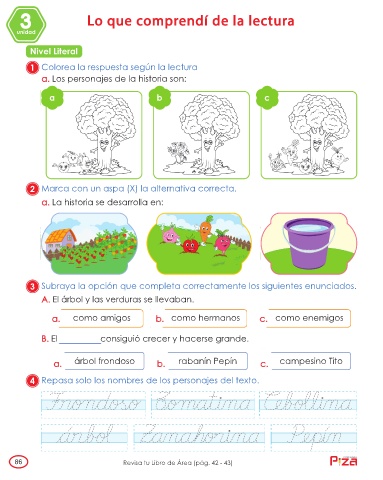 3
unidad
Lo que comprendí de la lectura
Nivel Literal
1 Colorea la respuesta según la lectura
a. Los personajes de la historia son:
a b c
2 Marca con un aspa (X) la alternativa correcta.
a. La historia se desarrolla en:
3 Subraya la opción que completa correctamente los siguientes enunciados.
A. El árbol y las verduras se llevaban.
a. como amigos b. como hermanos c. como enemigos
B. El _________consiguió crecer y hacerse grande.
a. árbol frondoso b. rabanín Pepín c. campesino Tito
4 Repasa solo los nombres de los personajes del texto.
Frondoso Zomatina Cebollina
árbol Zanahorina Pepín
86 Revisa tu Libro de Área (pág. 42 - 43) Piza